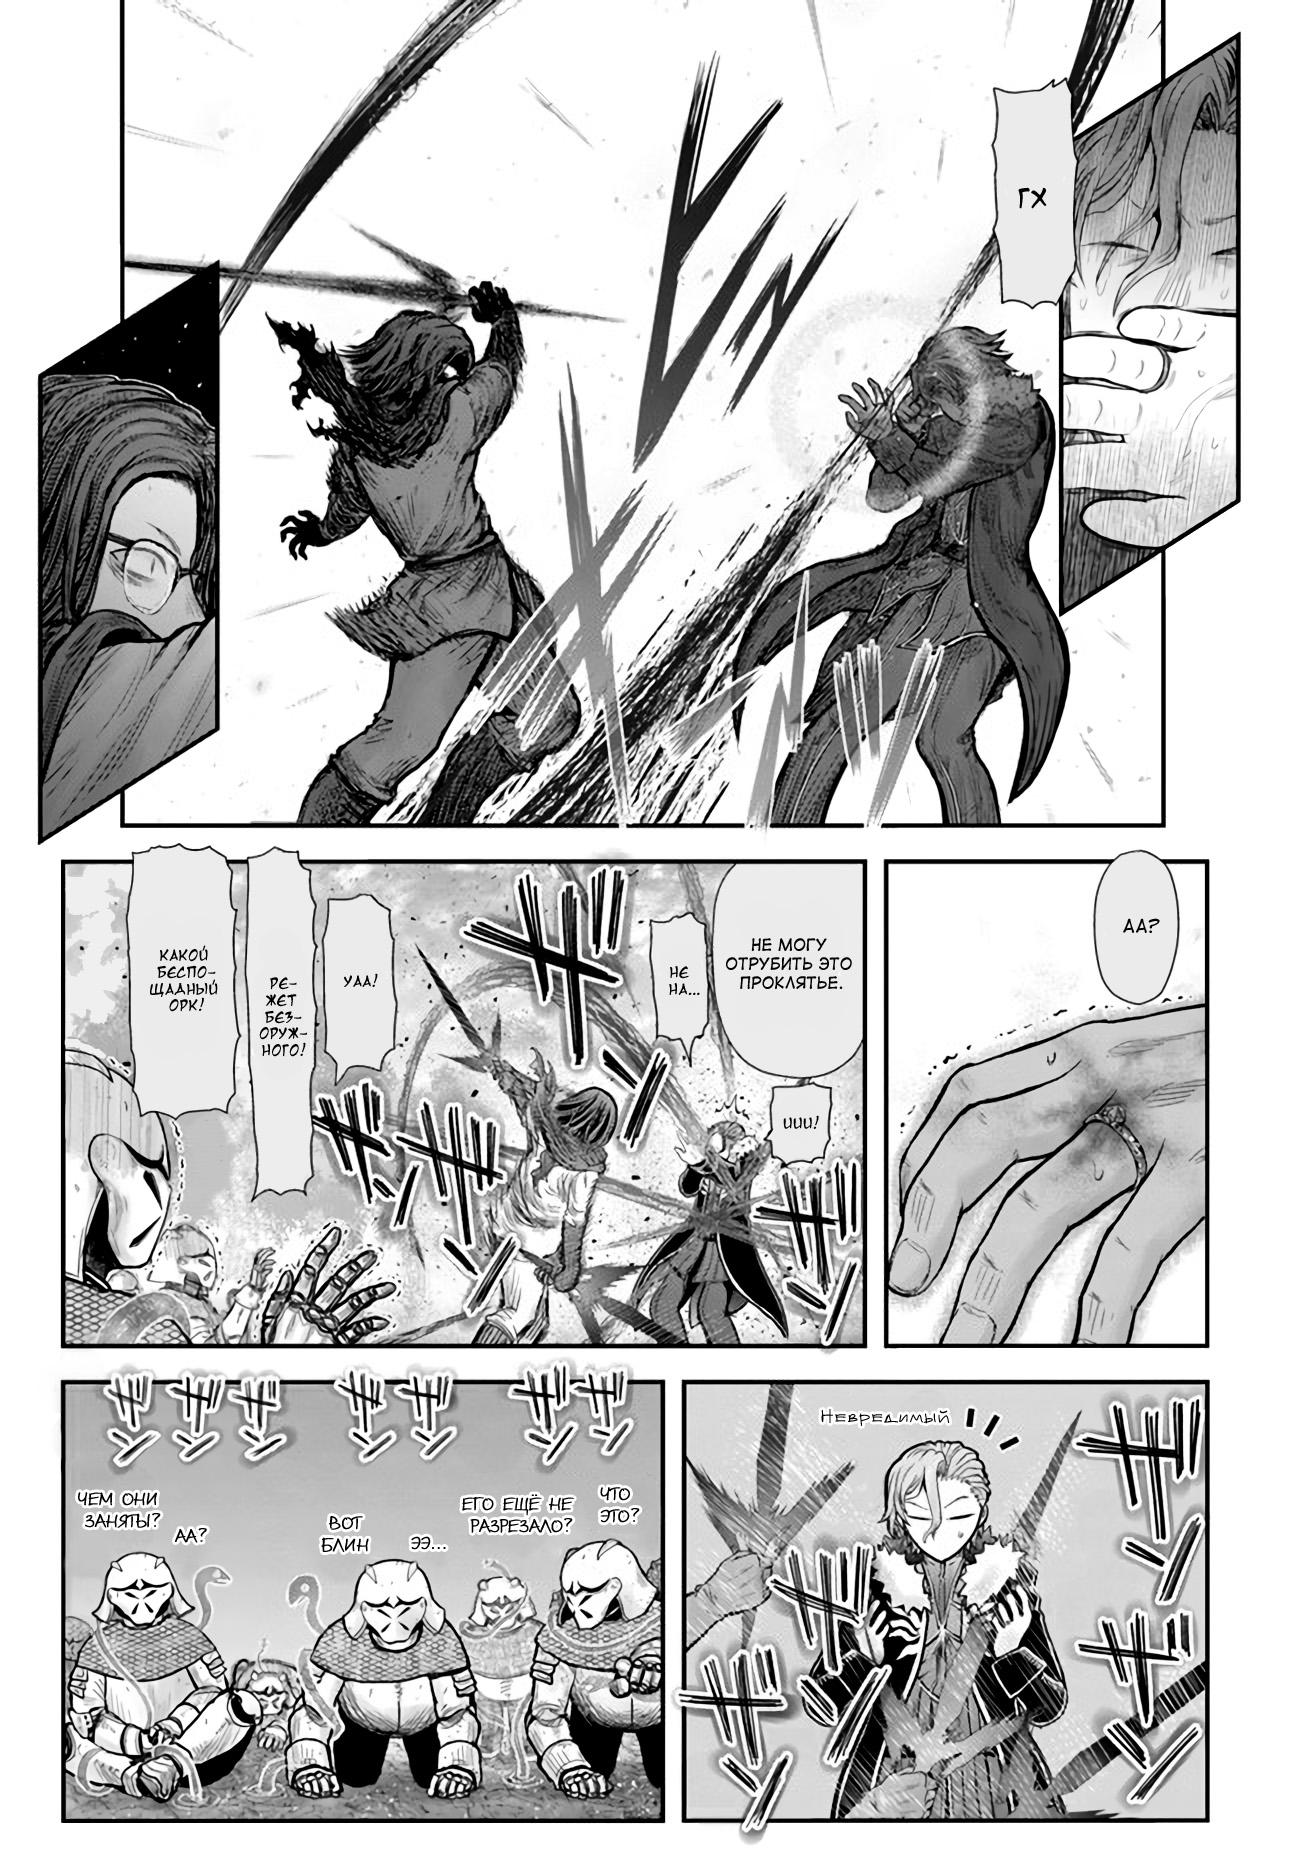 ГХ
АА?
НЕ МОГУ
ОТРУБИТЬ ЭТО
ПРОКЛЯТЬЕ.
ИИИ!
НЕ
НА...
УАА!
РЕ-
ЖЕТ
БЕЗ-
ОРУЖ-
НОГО!
КАКОЙ
БЕСПО-
ЩАДНЫЙ
ОРК!
Невредимый
ЧТО
ЭТО?
ЕГО ЕЩЁ НЕ
РАЗРЕЗАЛО?
ЭЭ...
ВОТ
БЛИН
АА?
ЧЕМ ОНИ
ЗАНЯТЫ?